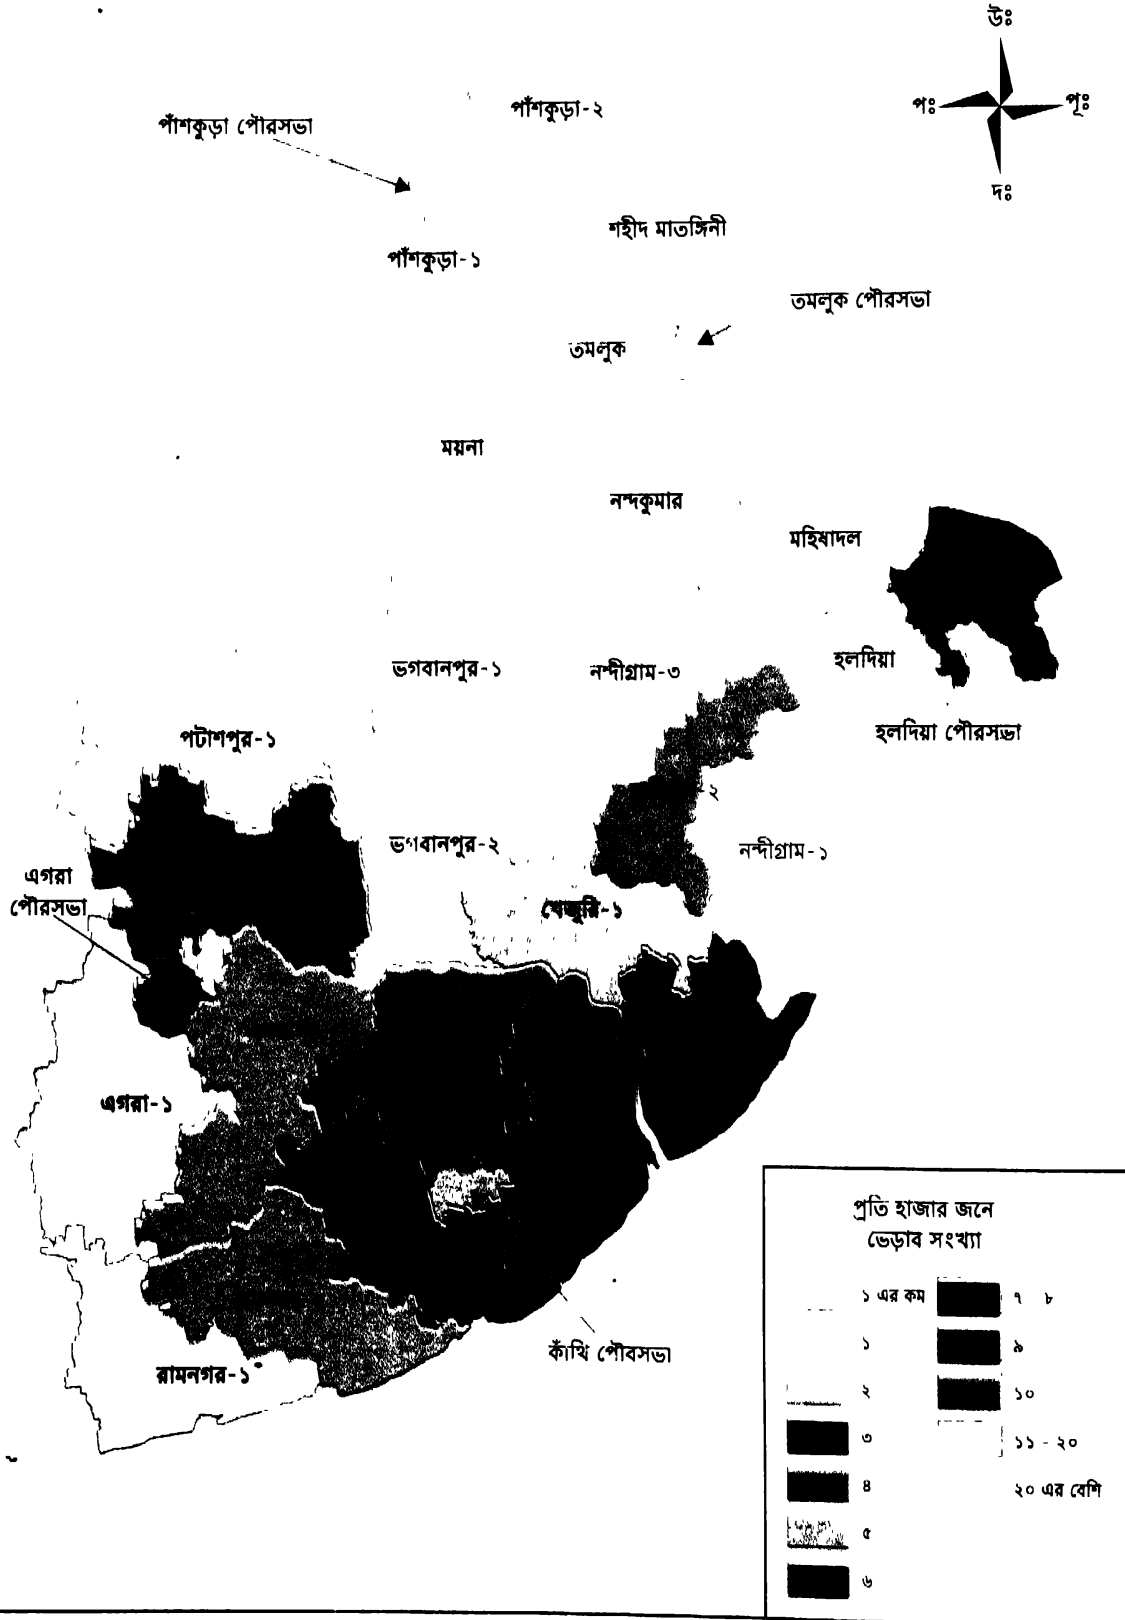 উঃ
পঃ
পূঃ
দঃ
পাঁশকুড়া পৌরসভা
পাঁশকুড়া-২
শহীদ মাতঙ্গিনী
পাঁশকুড়া-১
তমলুক পৌরসভা
তমলুক
ময়না
নন্দকুমার
মহিষাদল
হলদিয়া
ভগবানপুর-১
নন্দীগ্রাম-৩
হলদিয়া পৌরসভা
পটাশপুর-১
-২
ভগবানপুর-২
নন্দীগ্রাম-১
এগরা
পৌরসভা
খেজুরি-১
এগরা-১
কাঁথি পৌবসভা
রামনগর-১
প্রতি হাজার জনে
ভেড়াব সংখ্যা
১ এর কম
১
২
৩
৪
৫
৬
৭ ৮
৯
১০
১১ - ২০
২০ এর বেশি